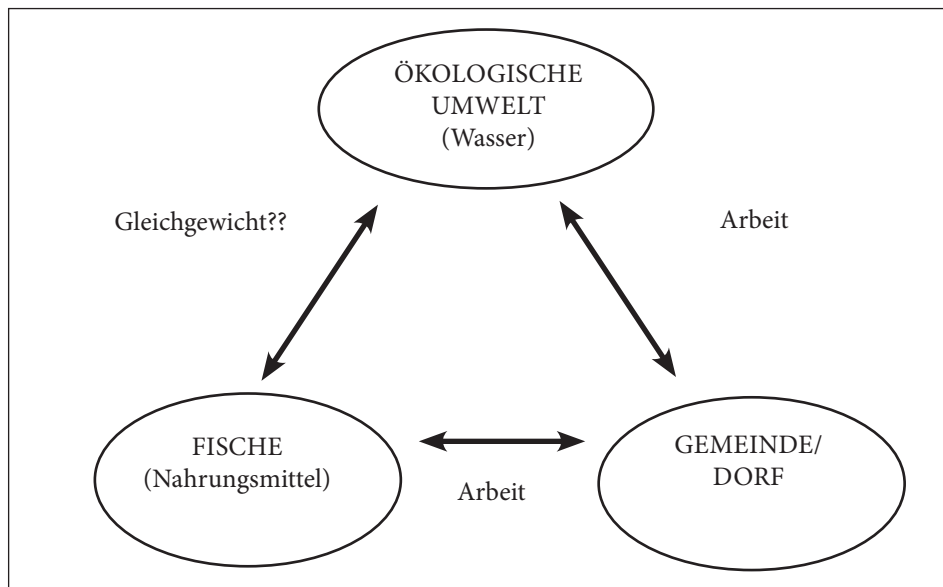 ÖKOLOGISCHE
UMWELT
(Wasser)
Gleichgewicht??
Arbeit
FISCHE
(Nahrungsmittel)
Arbeit
GEMEINDE/
DORF